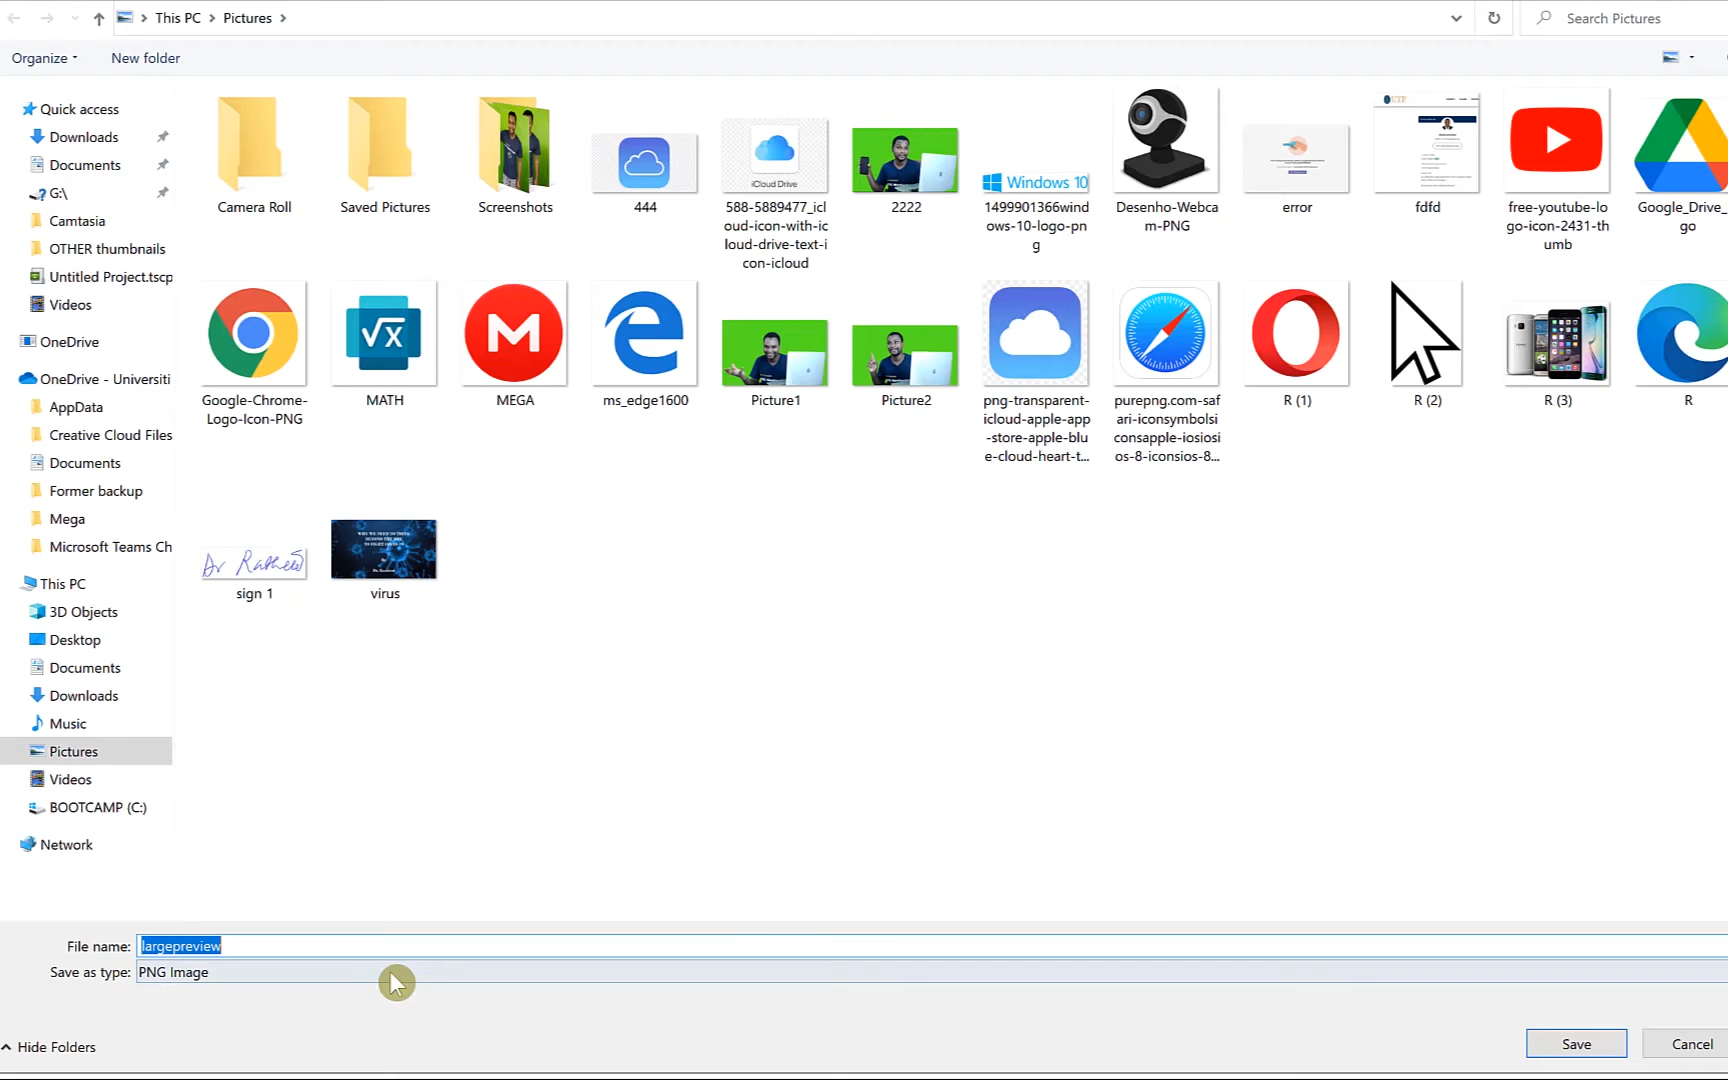 This PC
Pictures
Search Pictures
Organize
New folder
Quick access
Downloads
Documents
G:\
Camtasia
OTHER thumbnails
Untitled Project.tscp
Videos
OneDrive
OneDrive - Universiti
AppData
Creative Cloud Files
Documents
Former backup
Mega
Microsoft Teams Ch
This PC
3D Objects
Desktop
Documents
Downloads
Music
Pictures
Videos
BOOTCAMP (C:)
Network
iCloud Drive
Windows 10
UTP
Camera Roll
Saved Pictures
Screenshots
444
588-5889477_icl
oud-icon-with-ic
loud-drive-text-i
con-icloud
2222
1499901366wind
ows-10-logo-pn
g
Desenho-Webca
m-PNG
error
fdfd
free-youtube-lo
go-icon-2431-th
umb
Google_Drive_
go
√x
M
Google-Chrome-
Logo-Icon-PNG
MATH
MEGA
ms_edge1600
Picture1
Picture2
png-transparent-
icloud-apple-app
-store-apple-blu
e-cloud-heart-t...
purepng.com-saf
ari-iconsymbolsi
consapple-iosiosi
os-8-iconsios-8...
R (1)
R (2)
R (3)
R
Dr Rasheed
sign 1
virus
File name:
largepreview
Save as type:
PNG Image
Hide Folders
Save
Cancel